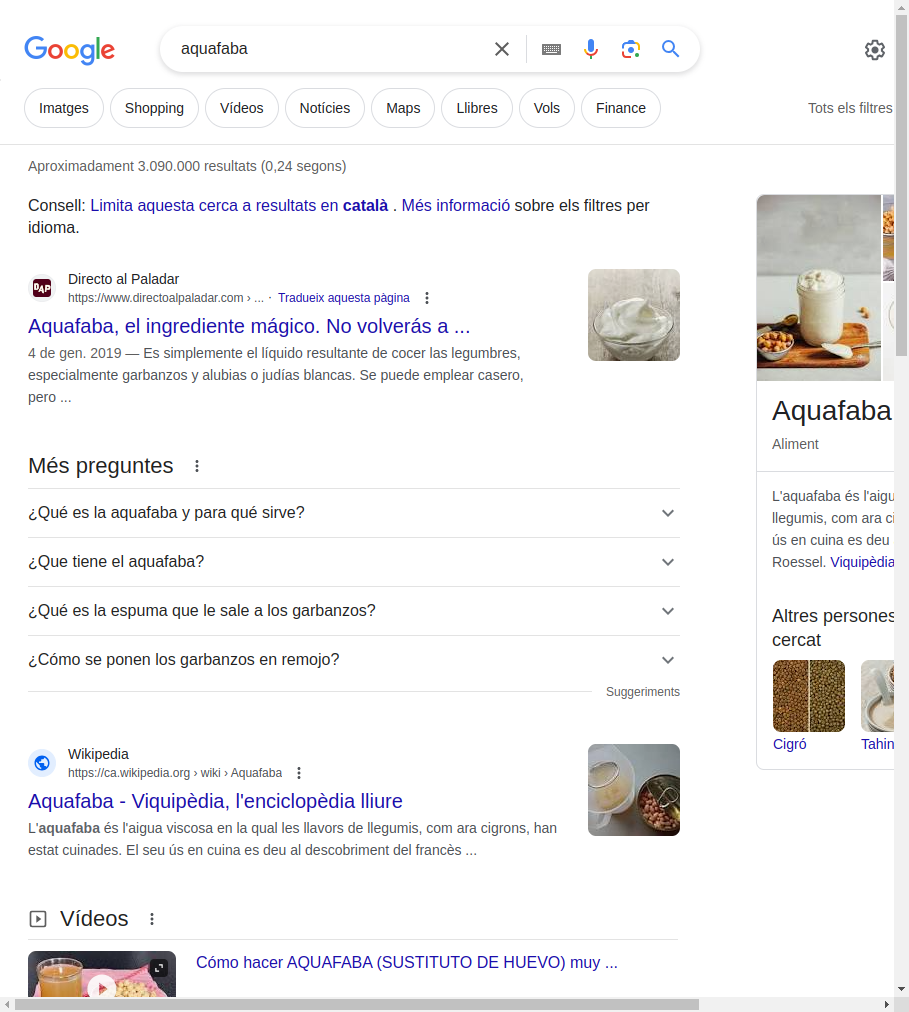 Google
aquafaba
Imatges
Shopping
Vídeos
Notícies
Maps
Llibres
Vols
Finance
Tots els filtres
Aproximadament 3.090.000 resultats (0,24 segons)
Consell: Limita aquesta cerca a resultats en català . Més informació sobre els filtres per
idioma.
DAP
Directo al Paladar
https://www.directoalpaladar.com › ... · Tradueix aquesta pàgina
Aquafaba, el ingrediente mágico. No volverás a ...
4 de gen. 2019 — Es simplemente el líquido resultante de cocer las legumbres,
especialmente garbanzos y alubias o judías blancas. Se puede emplear casero,
pero ...
Més preguntes
¿Qué es la aquafaba y para qué sirve?
¿Que tiene el aquafaba?
¿Qué es la espuma que le sale a los garbanzos?
¿Cómo se ponen los garbanzos en remojo?
Suggeriments
Wikipedia
https://ca.wikipedia.org › wiki › Aquafaba
Aquafaba - Viquipèdia, l'enciclopèdia lliure
L'aquafaba és l'aigua viscosa en la qual les llavors de llegumis, com ara cigrons, han
estat cuinades. El seu ús en cuina es deu al descobriment del francès ...
Vídeos
Cómo hacer AQUAFABA (SUSTITUTO DE HUEVO) muy ...
Aquafaba
Aliment
L'aquafaba és l'aigu
llegumis, com ara ci
ús en cuina es deu
Roessel. Viquipèdia
Altres persones
cercat
Cigró
Tahin